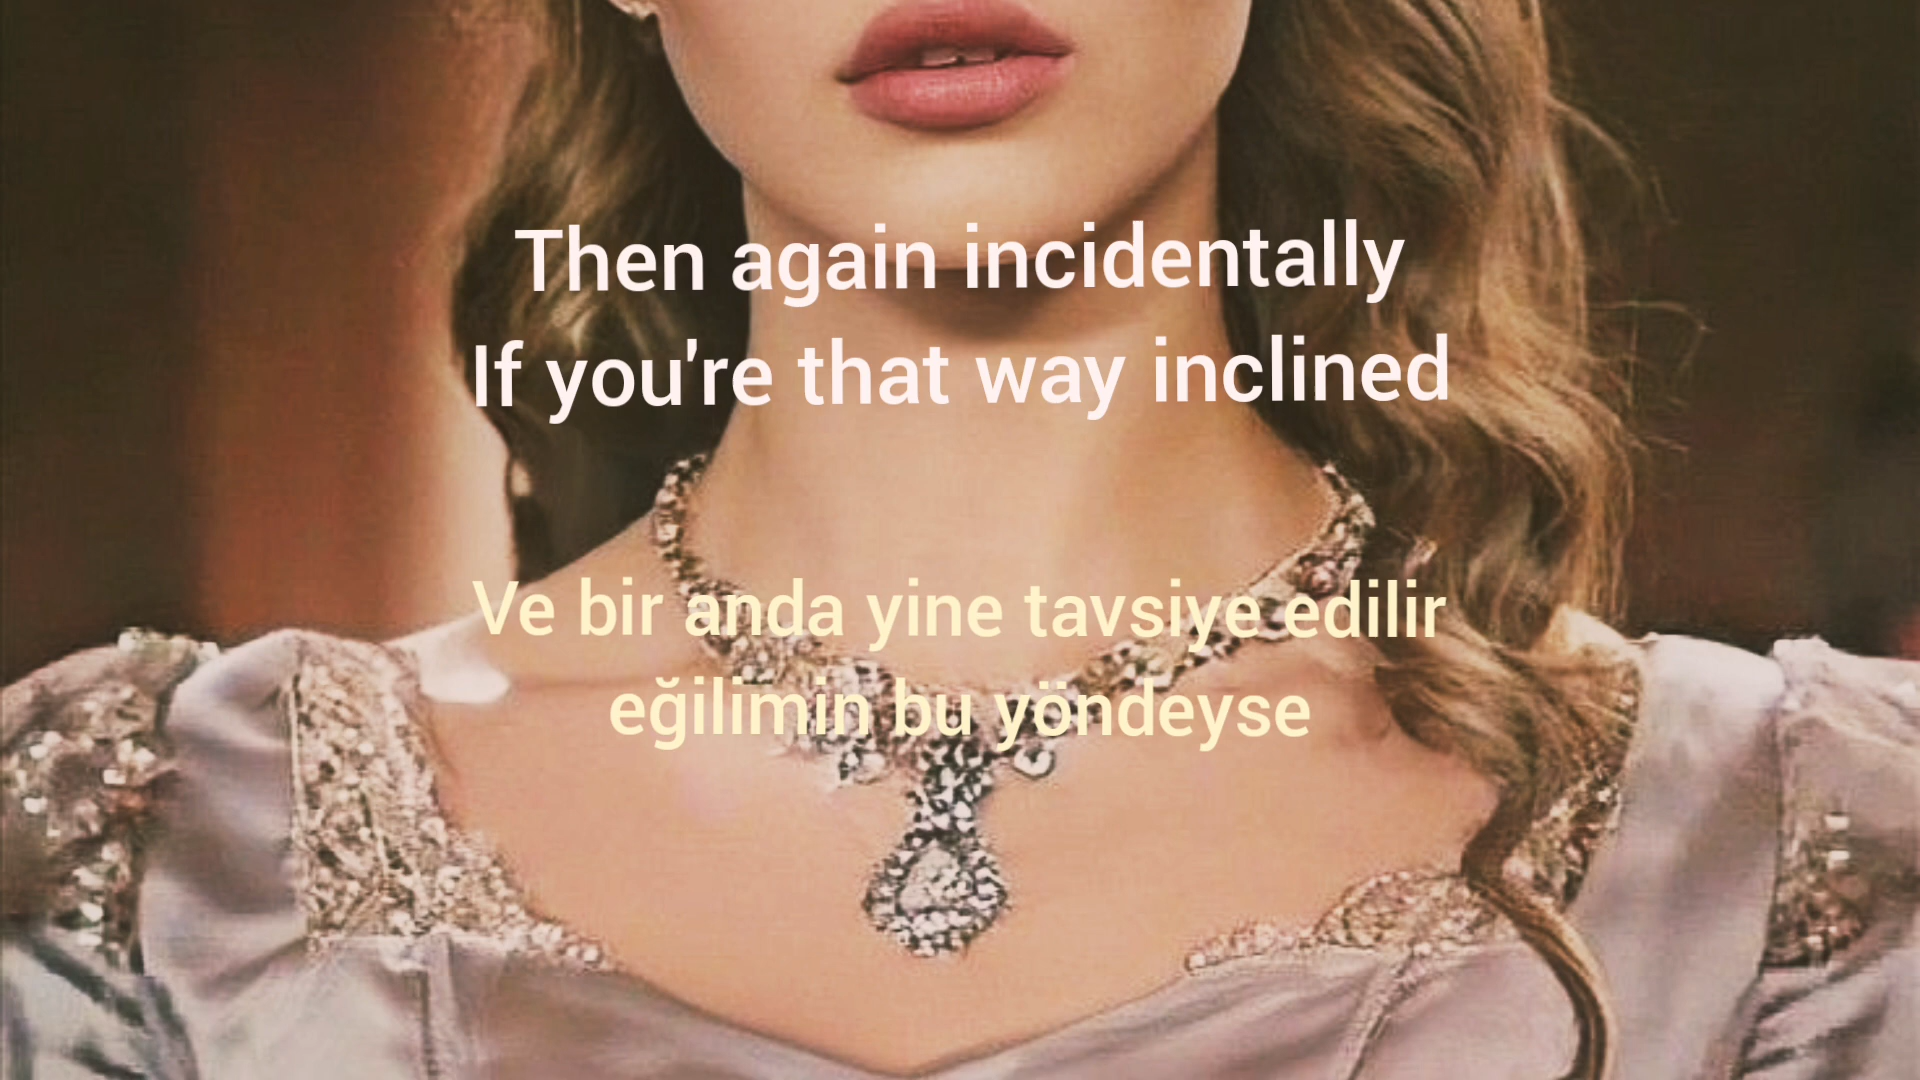 Then again incidentally
If you're that way inclined
Ve bir anda yine tavsiye edilir
eğilimin bu yöndeyse